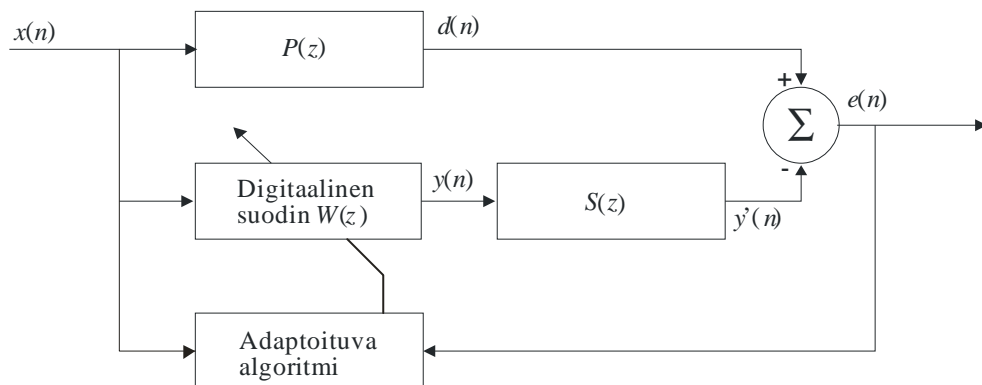 x(n)
P(z)
d(n)
+
e(n)
Σ
-
Digitaalinen
suodin W(z)
y(n)
S(z)
y’(n)
Adaptoituva
algoritmi